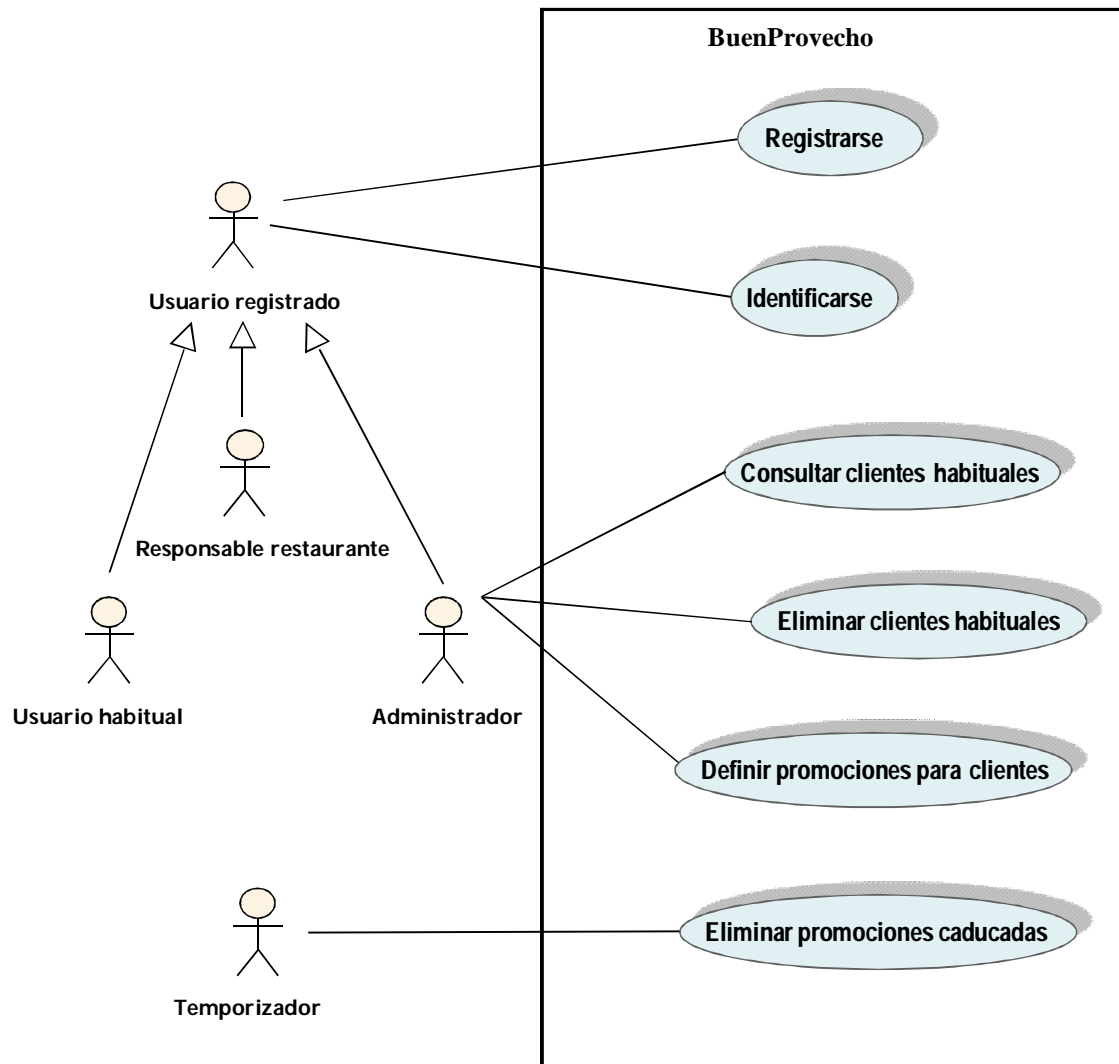 BuenProvecho
Registrarse
Identificarse
Usuario registrado
Consultar clientes habituales
Responsable restaurante
Eliminar clientes habituales
Usuario habitual
Administrador
Definir promociones para clientes
Eliminar promociones caducadas
Temporizador